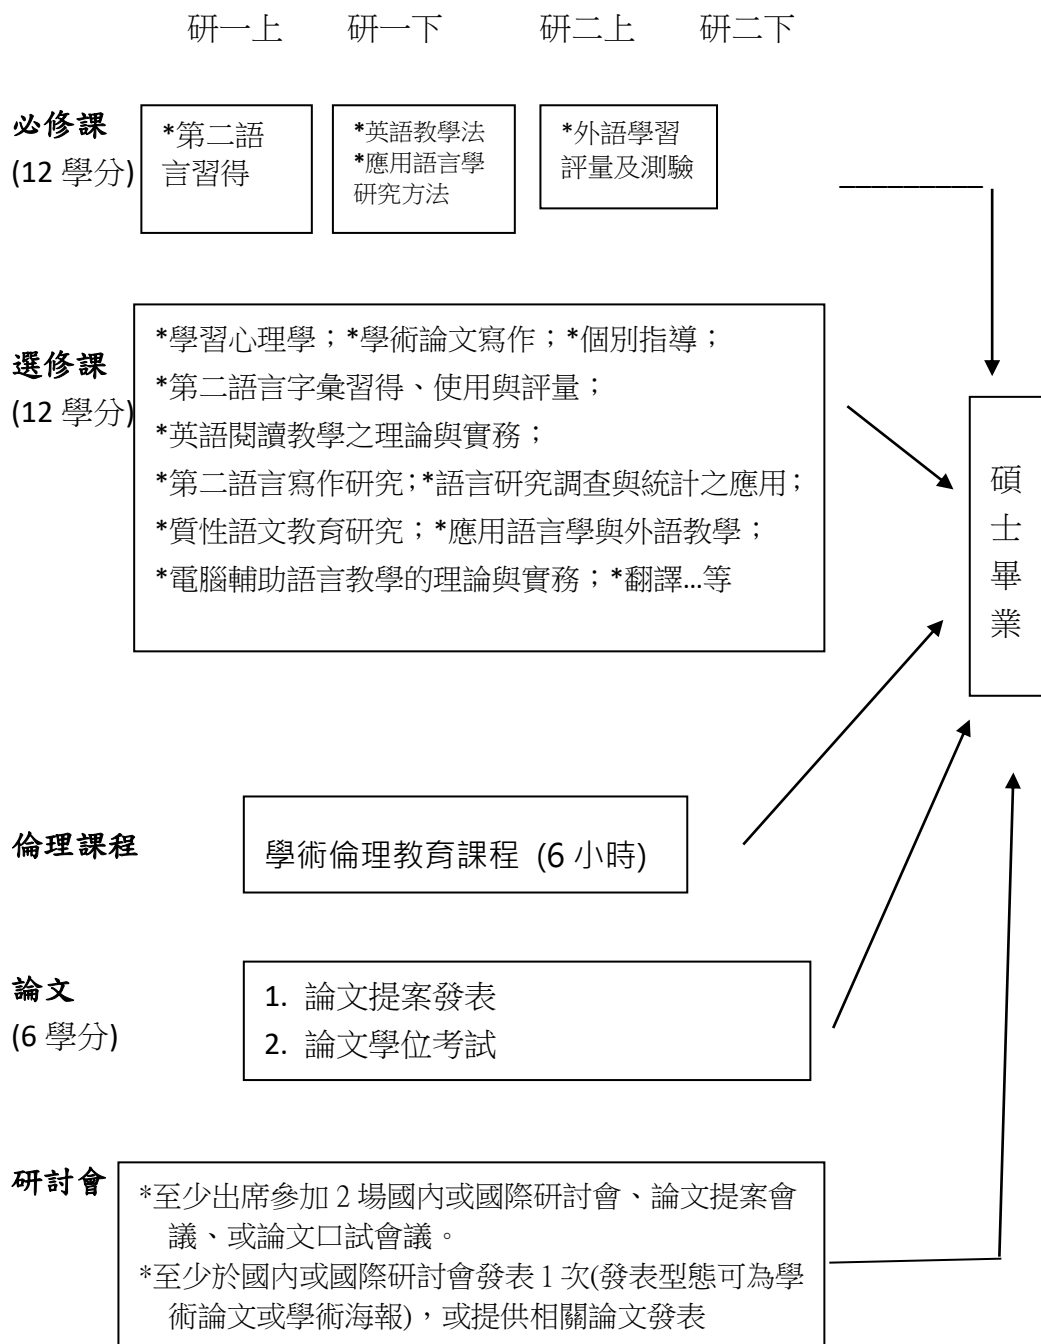 研一上 研一下 研二上 研二下
必修課
(12 學分)
*第二語
言習得
*英語教學法
*應用語言學
研究方法
*外語學習
評量及測驗
選修課
(12 學分)
*學習心理學；*學術論文寫作；*個別指導；
*第二語言字彙習得、使用與評量；
*英語閱讀教學之理論與實務；
*第二語言寫作研究；*語言研究調查與統計之應用；
*質性語文教育研究；*應用語言學與外語教學；
*電腦輔助語言教學的理論與實務；*翻譯…等
碩
士
畢
業
倫理課程
學術倫理教育課程 (6 小時)
論文
(6 學分)
1. 論文提案發表
2. 論文學位考試
研討會
*至少出席參加 2 場國內或國際研討會、論文提案會
議、或論文口試會議。
*至少於國內或國際研討會發表 1 次(發表型態可為學
術論文或學術海報)，或提供相關論文發表